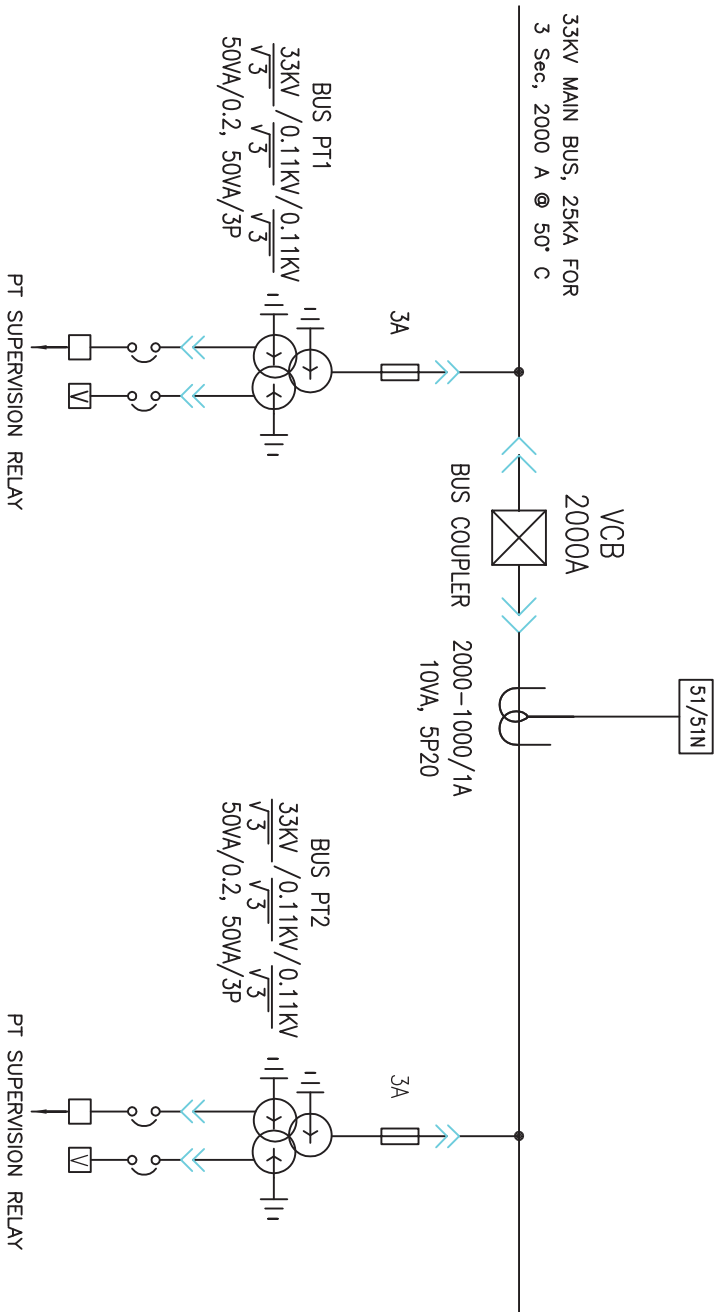 33KV MAIN BUS, 25KA FOR
3 Sec, 2000 A @ 50° C
VCB
2000A
BUS COUPLER
51/51N
2000-1000/1A
10VA, 5P20
3A
BUS PT1
33KV/0.11KV/0.11KV
√3 √3 √3
50VA/0.2, 50VA/3P
V
PT SUPERVISION RELAY
3A
BUS PT2
33KV/0.11KV/0.11KV
√3 √3 √3
50VA/0.2, 50VA/3P
V
PT SUPERVISION RELAY